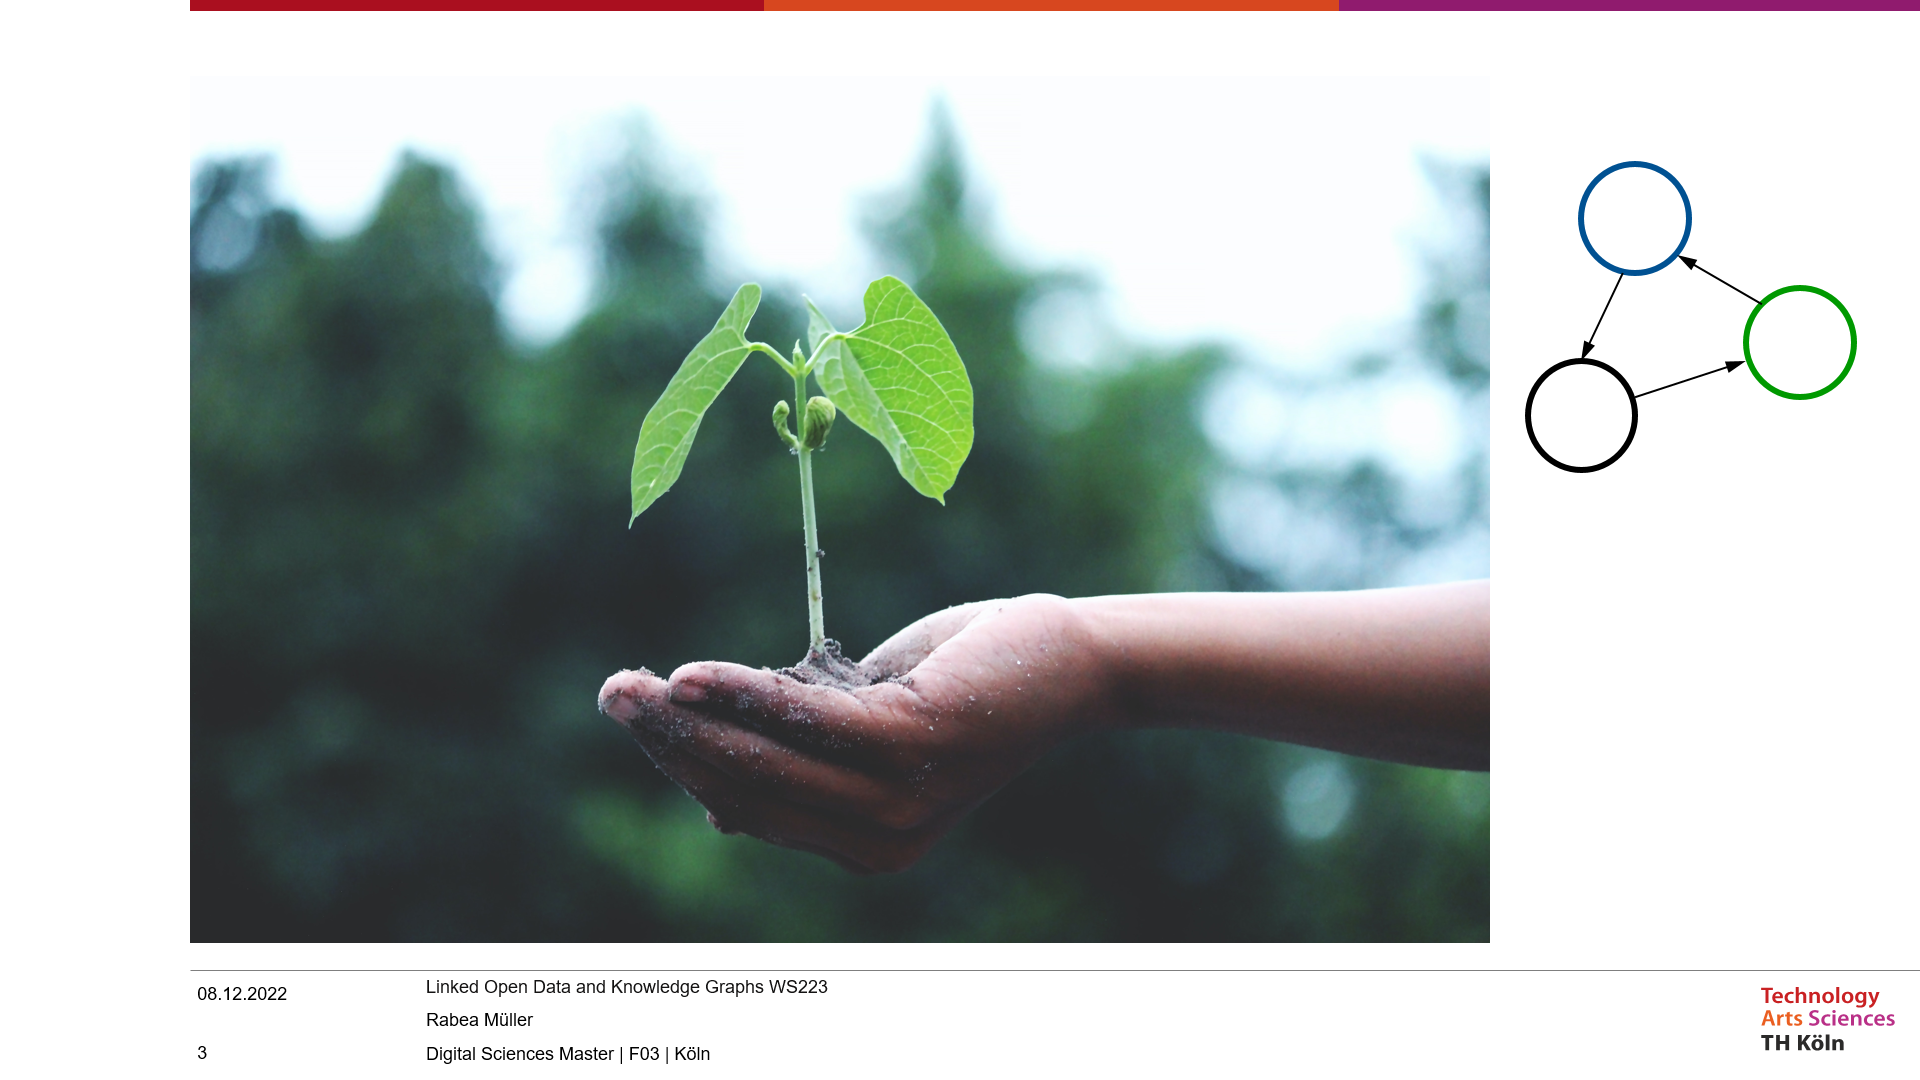 08.12.2022
Linked Open Data and Knowledge Graphs WS223
Rabea Müller
3
Digital Sciences Master | F03 | Köln
Technology
Arts Sciences
TH Köln